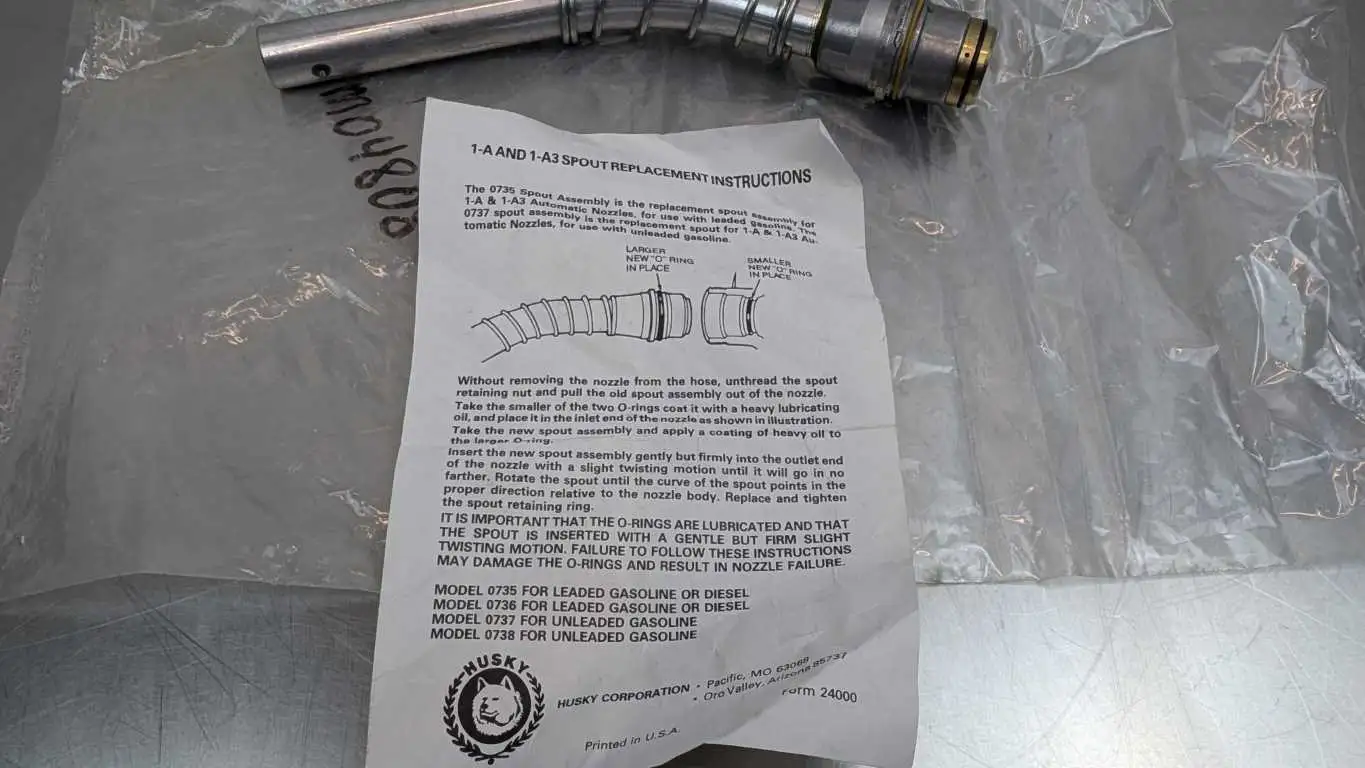 ma04808
1-A AND 1-A3 SPOUT REPLACEMENT INSTRUCTIONS
The 0735 Spout Assembly is the replacement spout assembly for
1-A & 1-A3 Automatic Nozzles, for use with leaded gasoline. The
0737 spout assembly is the replacement spout for 1-A & 1-A3 Au-
tomatic Nozzles, for use with unleaded gasoline.
LARGER
NEW "O" RING
IN PLACE
SMALLER
NEW "O" RING
IN PLACE
Without removing the nozzle from the hose, unthread the spout
retaining nut and pull the old spout assembly out of the nozzle.
Take the smaller of the two O-rings coat it with a heavy lubricating
oil, and place it in the inlet end of the nozzle as shown in illustration.
Take the new spout assembly and apply a coating of heavy oil to
the larger O-ring.
Insert the new spout assembly gently but firmly into the outlet end
of the nozzle with a slight twisting motion until it will go in no
farther. Rotate the spout until the curve of the spout points in the
proper direction relative to the nozzle body. Replace and tighten
the spout retaining ring.
IT IS IMPORTANT THAT THE O-RINGS ARE LUBRICATED AND THAT
THE SPOUT IS INSERTED WITH A GENTLE BUT FIRM SLIGHT
TWISTING MOTION. FAILURE TO FOLLOW THESE INSTRUCTIONS
MAY DAMAGE THE O-RINGS AND RESULT IN NOZZLE FAILURE.
MODEL 0735 FOR LEADED GASOLINE OR DIESEL
MODEL 0736 FOR LEADED GASOLINE OR DIESEL
MODEL 0737 FOR UNLEADED GASOLINE
MODEL 0738 FOR UNLEADED GASOLINE
HUSKY
HUSKY CORPORATION • Pacific, MO 63069
• Oro Valley, Arizona 85737
Form 24000
Printed in U.S.A.